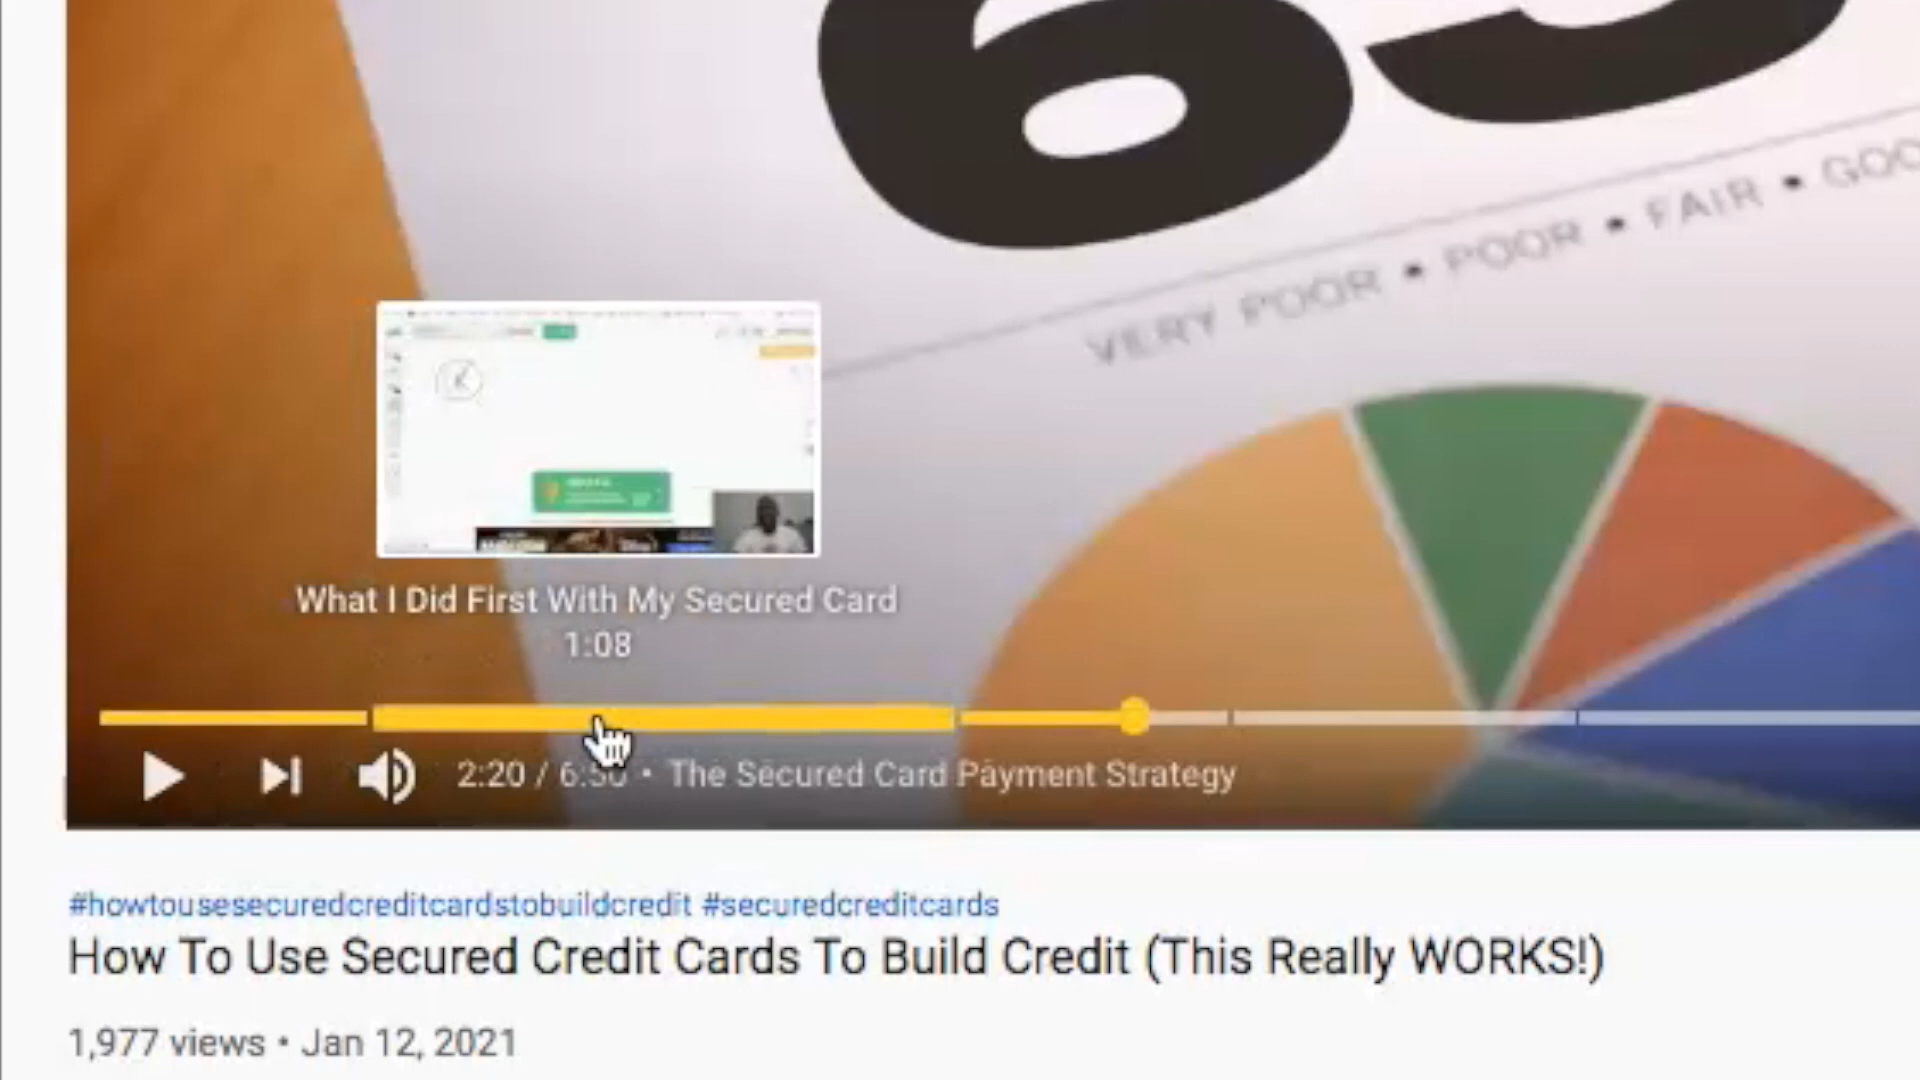 VERY POOR • POOR • FAIR •
What I Did First With My Secured Card
1:08
2:20 / 6:50 • The Secured Card Payment Strategy
#howtousesecuredcreditcardstobuildcredit #securedcreditcards
How To Use Secured Credit Cards To Build Credit (This Really WORKS!)
1,977 views • Jan 12, 2021